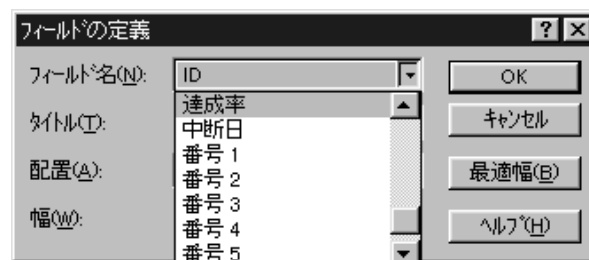 フィールドの定義
フィールド名(N):
ID
OK
達成率
タイトル(T):
中断日
キャンセル
番号 1
配置(A):
番号 2
最適幅(B)
番号 3
幅(W):
番号 4
ヘルプ(H)
番号 5